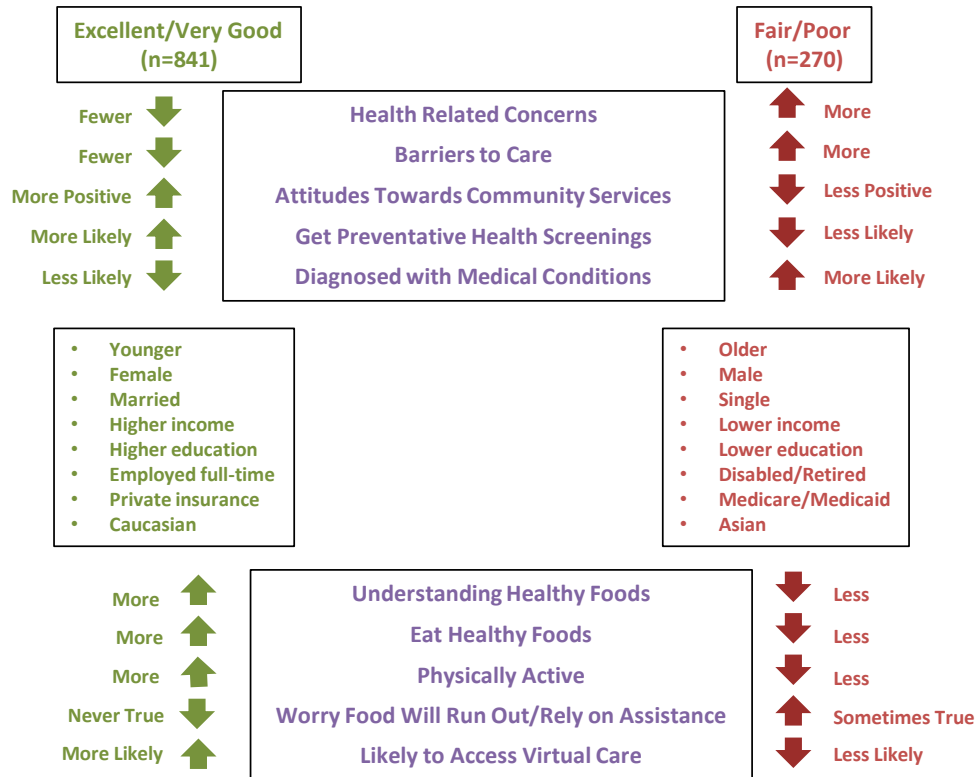 Excellent/Very Good
(n=841)
Fair/Poor
(n=270)
Fewer Health Related Concerns More
Fewer Barriers to Care More
More Positive Attitudes Towards Community Services Less Positive
More Likely Get Preventative Health Screenings Less Likely
Less Likely Diagnosed with Medical Conditions More Likely
• Younger
• Female
• Married
• Higher income
• Higher education
• Employed full-time
• Private insurance
• Caucasian
• Older
• Male
• Single
• Lower income
• Lower education
• Disabled/Retired
• Medicare/Medicaid
• Asian
More Understanding Healthy Foods Less
More Eat Healthy Foods Less
More Physically Active Less
Never True Worry Food Will Run Out/Rely on Assistance Sometimes True
More Likely Likely to Access Virtual Care Less Likely